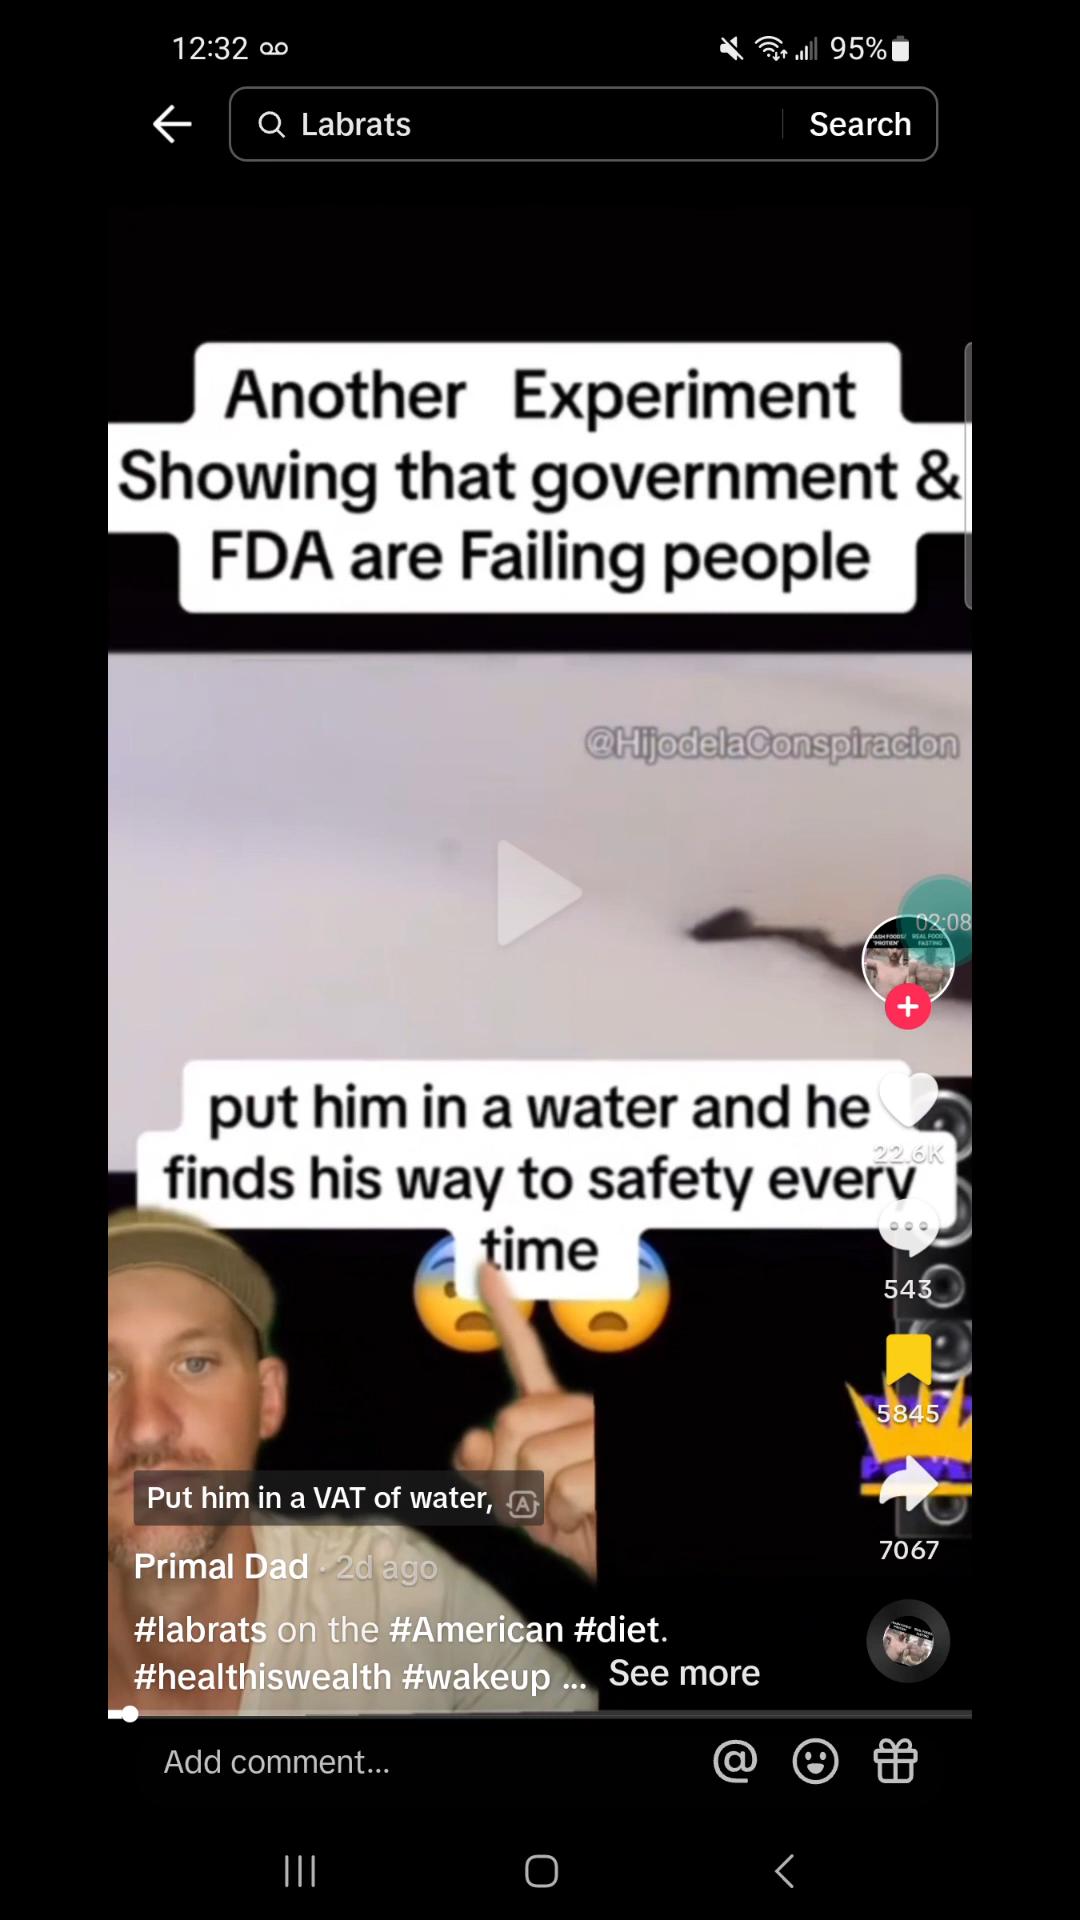 12:32
95%
Labrats
Search
Another Experiment
Showing that government &
FDA are Failing people
@HijodelaConspiracion
02:08
put him in a water and he
finds his way to safety every
time
22.6K
543
5845
7067
Put him in a VAT of water,
Primal Dad · 2d ago
#labrats on the #American #diet.
#healthiswealth #wakeup ... See more
Add comment...